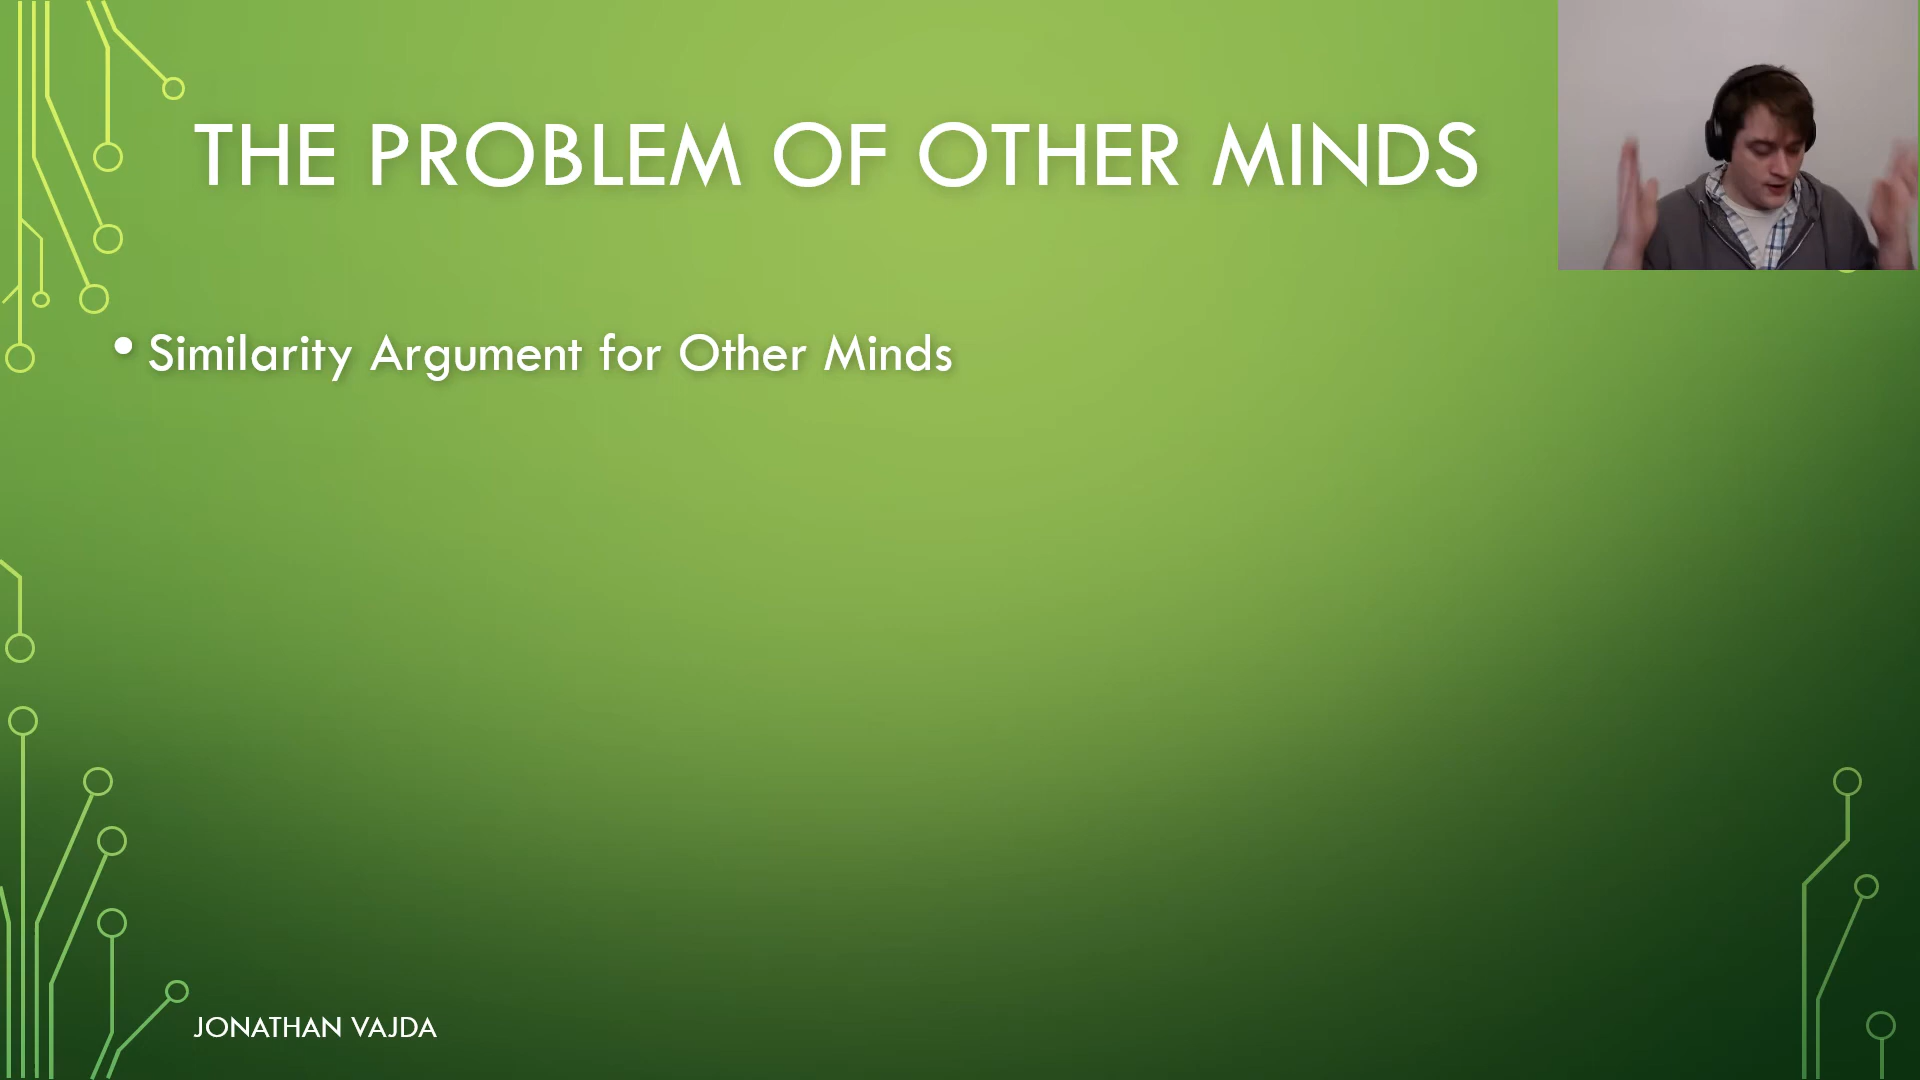 THE PROBLEM OF OTHER MINDS
• Similarity Argument for Other Minds
JONATHAN VAJDA